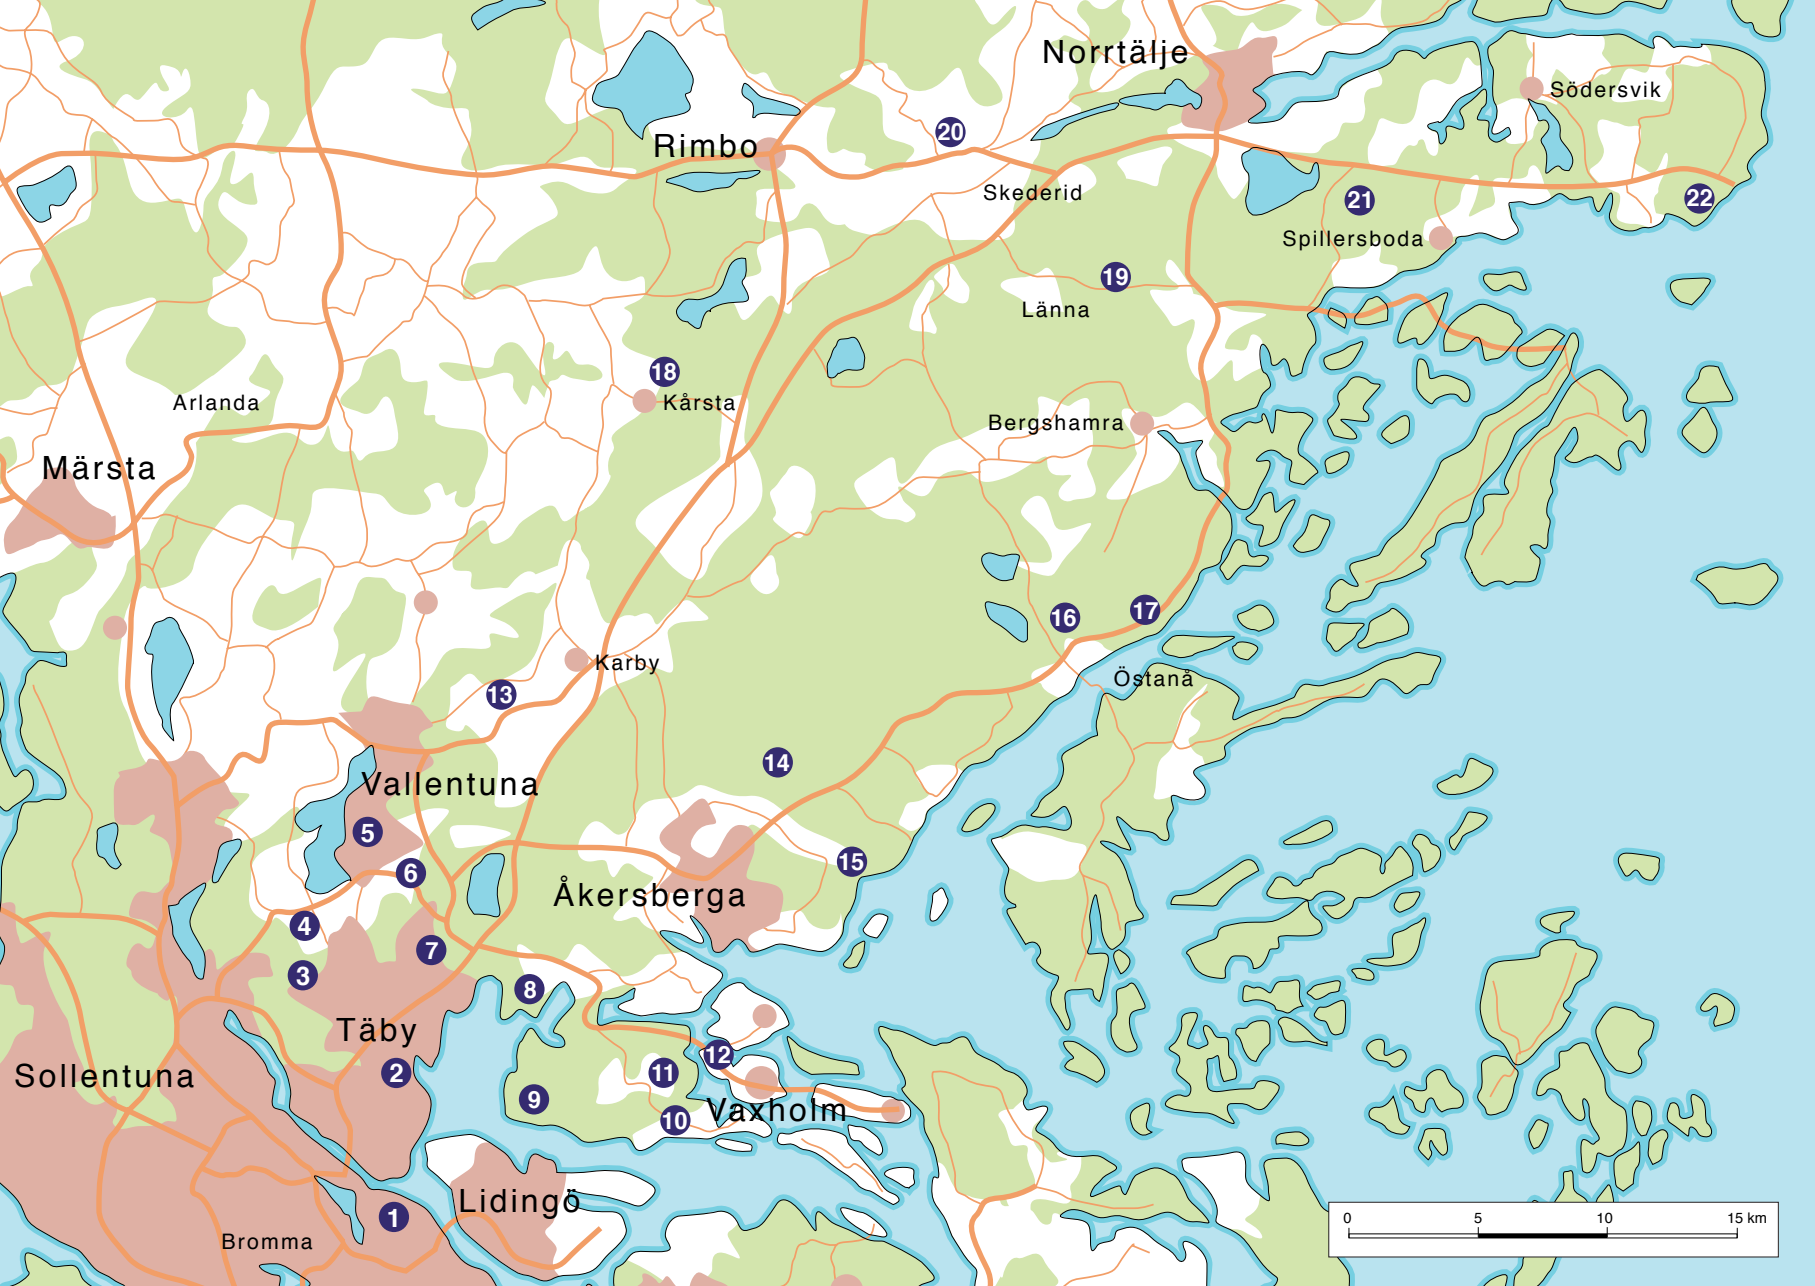 Norrtälje
Södersvik
20
Rimbo
Skederid
21
22
Spillersboda
19
Länna
18
Arlanda
Kårsta
Bergshamra
Märsta
16
17
Karby
Östanå
13
14
Vallentuna
5
15
6
Åkersberga
4
7
3
8
Täby
12
Sollentuna
2
11
9
Vaxholm
10
Lidingö
1
Bromma
0 5 10 15 km